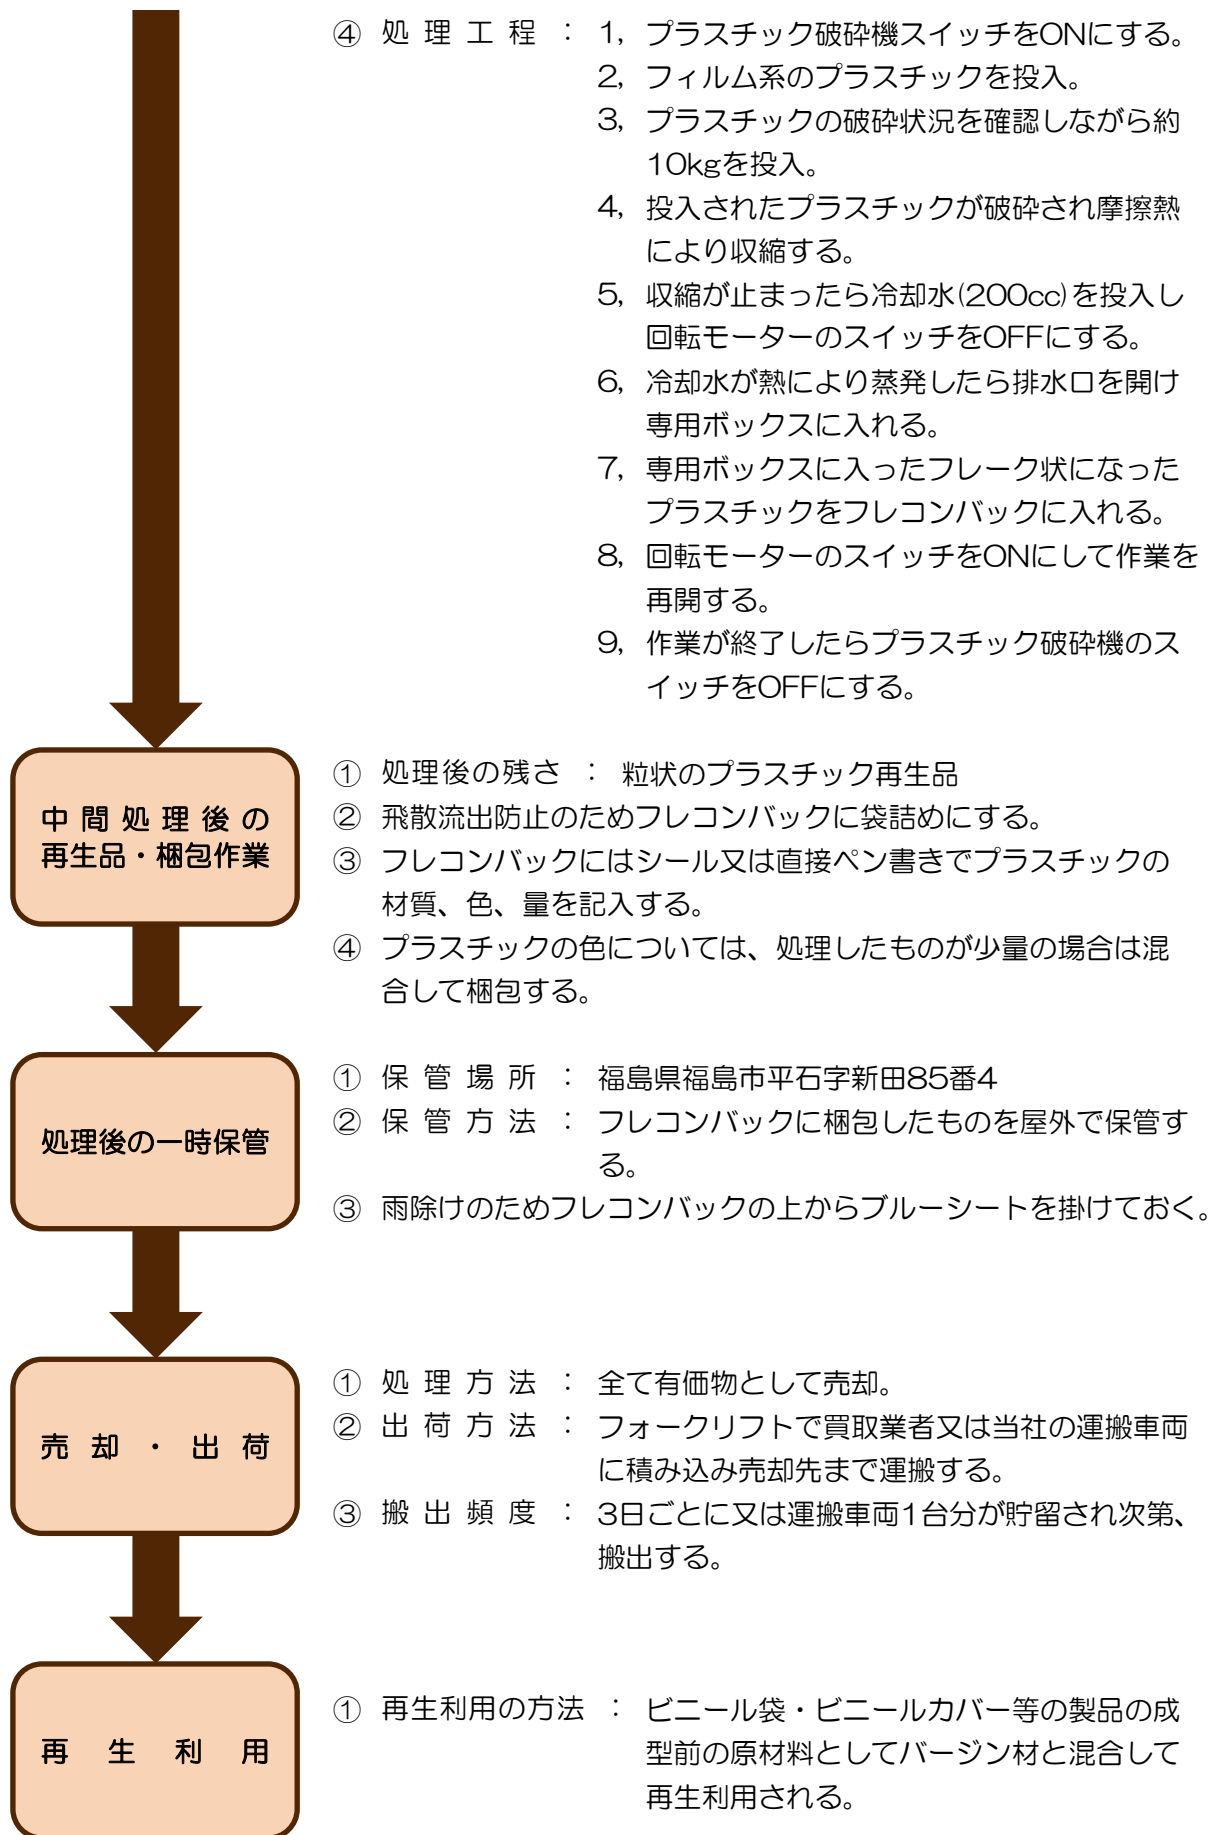 ④ 処理工程 ： 1, プラスチック破砕機スイッチをONにする。
2, フィルム系のプラスチックを投入。
3, プラスチックの破砕状況を確認しながら約
10kgを投入。
4, 投入されたプラスチックが破砕され摩擦熱
により収縮する。
5, 収縮が止まったら冷却水(200cc)を投入し
回転モーターのスイッチをOFFにする。
6, 冷却水が熱により蒸発したら排水口を開け
専用ボックスに入れる。
7, 専用ボックスに入ったフレーク状になった
プラスチックをフレコンバックに入れる。
8, 回転モーターのスイッチをONにして作業を
再開する。
9, 作業が終了したらプラスチック破砕機のス
イッチをOFFにする。
中間処理後の
再生品・梱包作業
① 処理後の残さ ： 粒状のプラスチック再生品
② 飛散流出防止のためフレコンバックに袋詰めにする。
③ フレコンバックにはシール又は直接ペン書きでプラスチックの
材質、色、量を記入する。
④ プラスチックの色については、処理したものが少量の場合は混
合して梱包する。
処理後の一時保管
① 保管場所 ： 福島県福島市平石字新田85番4
② 保管方法 ： フレコンバックに梱包したものを屋外で保管す
る。
③ 雨除けのためフレコンバックの上からブルーシートを掛けておく。
売却・出荷
① 処理方法 ： 全て有価物として売却。
② 出荷方法 ： フォークリフトで買取業者又は当社の運搬車両
に積み込み売却先まで運搬する。
③ 搬出頻度 ： 3日ごとに又は運搬車両1台分が貯留され次第、
搬出する。
再生利用
① 再生利用の方法 ： ビニール袋・ビニールカバー等の製品の成
型前の原材料としてバージン材と混合して
再生利用される。